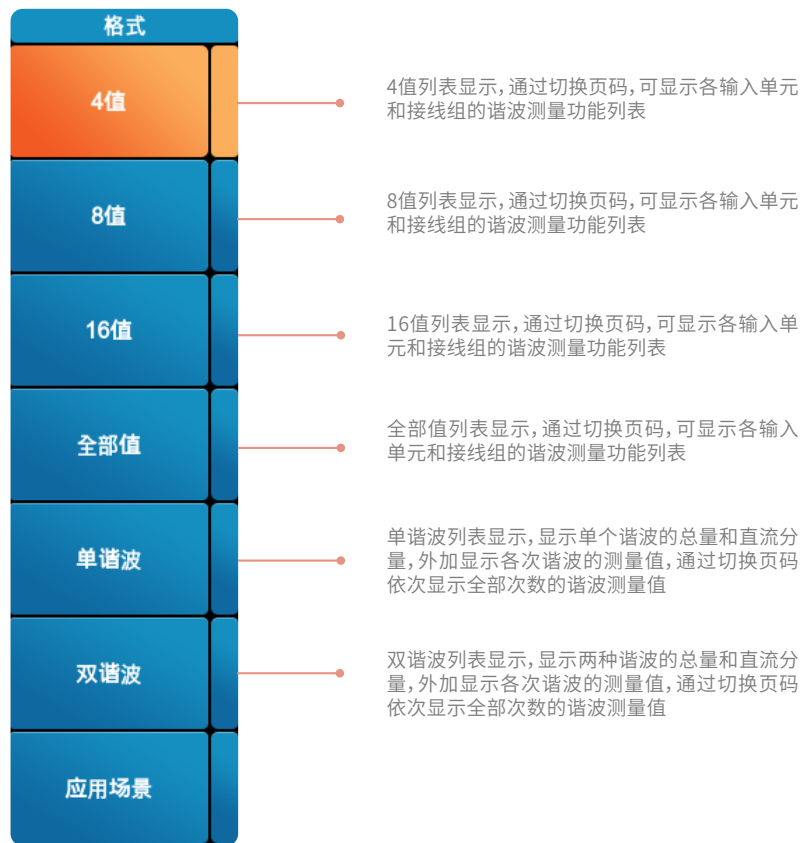 格式
4值
4值列表显示，通过切换页码，可显示各输入单元
和接线组的谐波测量功能列表
8值
8值列表显示，通过切换页码，可显示各输入单元
和接线组的谐波测量功能列表
16值
16值列表显示，通过切换页码，可显示各输入单
元和接线组的谐波测量功能列表
全部值
全部值列表显示，通过切换页码，可显示各输入
单元和接线组的谐波测量功能列表
单谐波
单谐波列表显示，显示单个谐波的总量和直流分
量，外加显示各次谐波的测量值，通过切换页码
依次显示全部次数的谐波测量值
双谐波
双谐波列表显示，显示两种谐波的总量和直流分
量，外加显示各次谐波的测量值，通过切换页码
依次显示全部次数的谐波测量值
应用场景